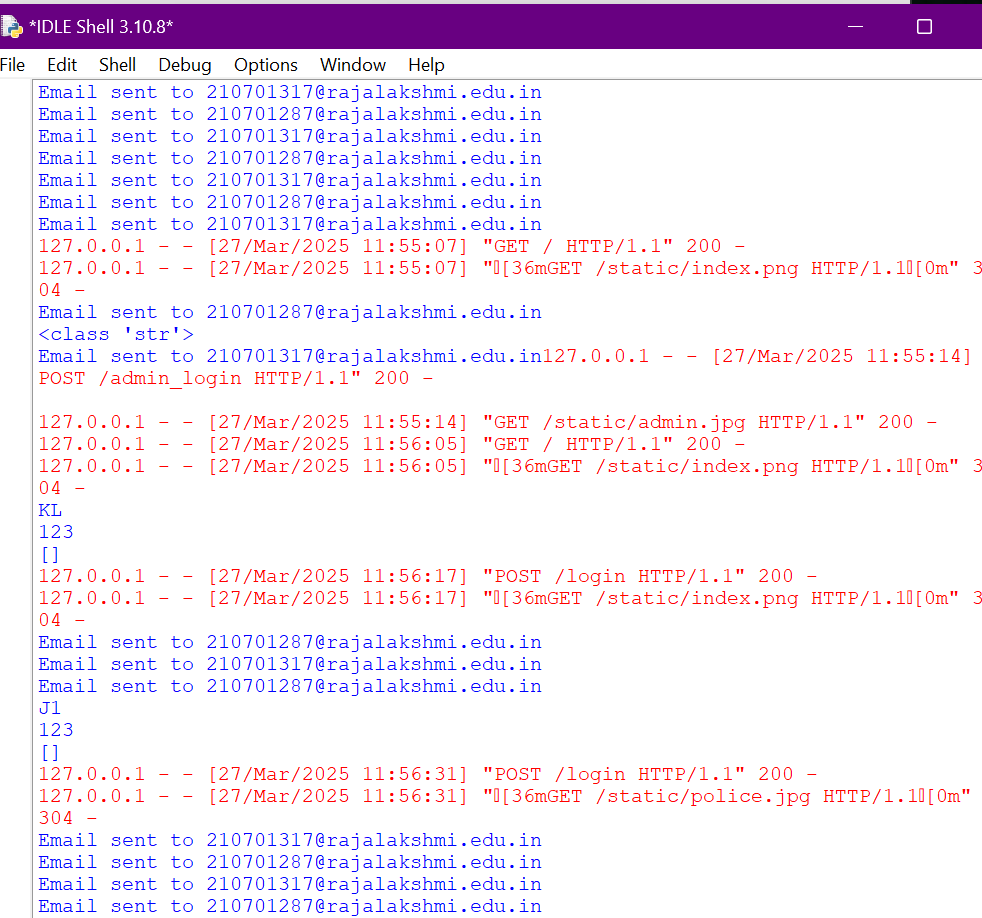 *IDLE Shell 3.10.8*
File Edit Shell Debug Options Window Help
Email sent to 210701317@rajalakshmi.edu.in
Email sent to 210701287@rajalakshmi.edu.in
Email sent to 210701317@rajalakshmi.edu.in
Email sent to 210701287@rajalakshmi.edu.in
Email sent to 210701317@rajalakshmi.edu.in
Email sent to 210701287@rajalakshmi.edu.in
Email sent to 210701317@rajalakshmi.edu.in
127.0.0.1 - - [27/Mar/2025 11:55:07] "GET / HTTP/1.1" 200 -
127.0.0.1 - - [27/Mar/2025 11:55:07] "▯[36mGET /static/index.png HTTP/1.1▯[0m" 3
04 -
Email sent to 210701287@rajalakshmi.edu.in
<class 'str'>
Email sent to 210701317@rajalakshmi.edu.in127.0.0.1 - - [27/Mar/2025 11:55:14]
POST /admin_login HTTP/1.1" 200 -
127.0.0.1 - - [27/Mar/2025 11:55:14] "GET /static/admin.jpg HTTP/1.1" 200 -
127.0.0.1 - - [27/Mar/2025 11:56:05] "GET / HTTP/1.1" 200 -
127.0.0.1 - - [27/Mar/2025 11:56:05] "▯[36mGET /static/index.png HTTP/1.1▯[0m" 3
04 -
KL
123
[]
127.0.0.1 - - [27/Mar/2025 11:56:17] "POST /login HTTP/1.1" 200 -
127.0.0.1 - - [27/Mar/2025 11:56:17] "▯[36mGET /static/index.png HTTP/1.1▯[0m" 3
04 -
Email sent to 210701287@rajalakshmi.edu.in
Email sent to 210701317@rajalakshmi.edu.in
Email sent to 210701287@rajalakshmi.edu.in
J1
123
[]
127.0.0.1 - - [27/Mar/2025 11:56:31] "POST /login HTTP/1.1" 200 -
127.0.0.1 - - [27/Mar/2025 11:56:31] "▯[36mGET /static/police.jpg HTTP/1.1▯[0m"
304 -
Email sent to 210701317@rajalakshmi.edu.in
Email sent to 210701287@rajalakshmi.edu.in
Email sent to 210701317@rajalakshmi.edu.in
Email sent to 210701287@rajalakshmi.edu.in